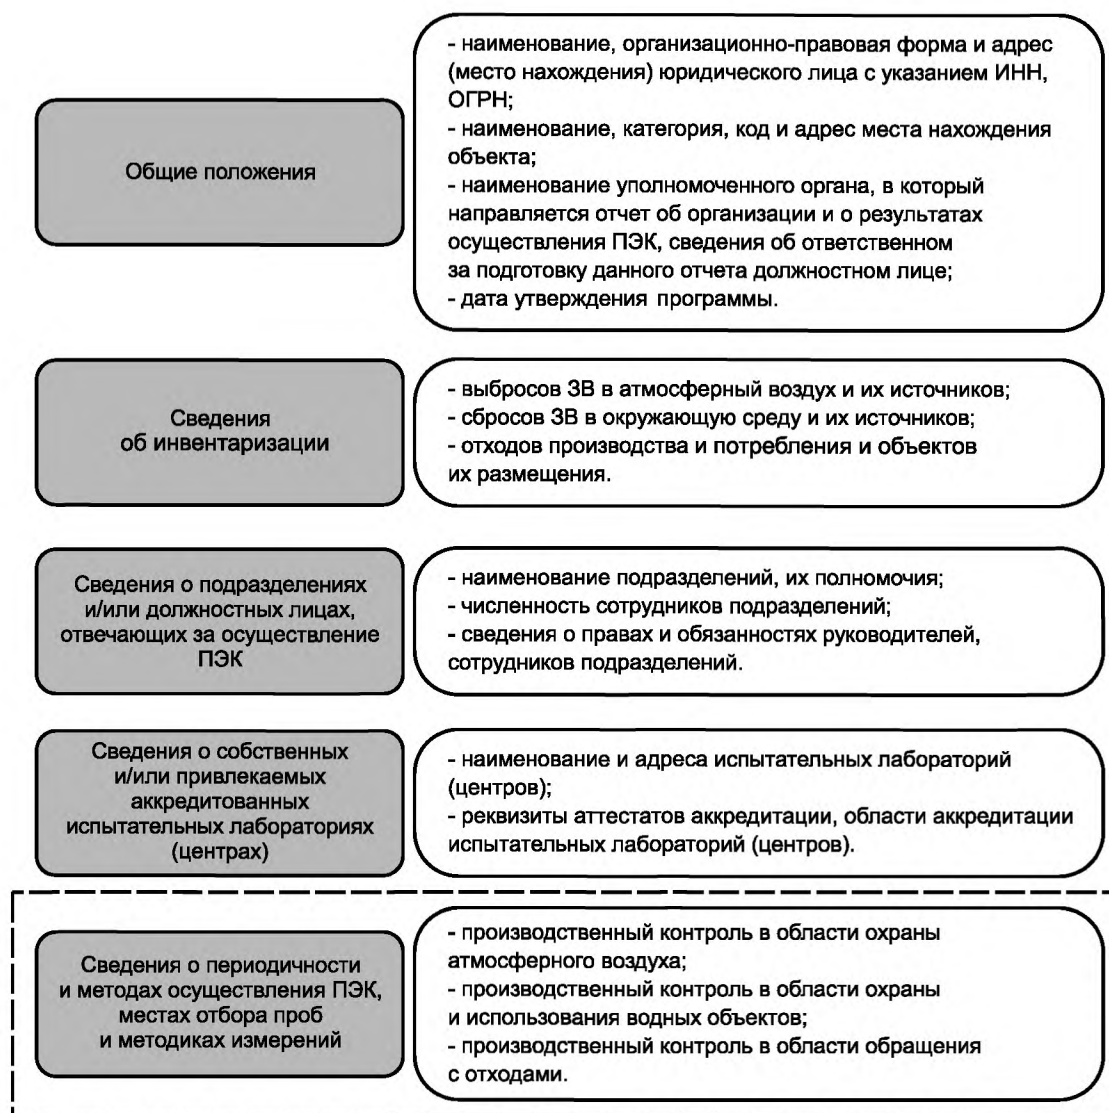 Общие положения
- наименование, организационно-правовая форма и адрес
(место нахождения) юридического лица с указанием ИНН,
ОГРН;
- наименование, категория, код и адрес места нахождения
объекта;
- наименование уполномоченного органа, в который
направляется отчет об организации и о результатах
осуществления ПЭК, сведения об ответственном
за подготовку данного отчета должностном лице;
- дата утверждения программы.
Сведения
об инвентаризации
- выбросов ЗВ в атмосферный воздух и их источников;
- сбросов ЗВ в окружающую среду и их источников;
- отходов производства и потребления и объектов
их размещения.
Сведения о подразделениях
и/или должностных лицах,
отвечающих за осуществление
ПЭК
- наименование подразделений, их полномочия;
- численность сотрудников подразделений;
- сведения о правах и обязанностях руководителей,
сотрудников подразделений.
Сведения о собственных
и/или привлекаемых
аккредитованных
испытательных лабораториях
(центрах)
- наименование и адреса испытательных лабораторий
(центров);
- реквизиты аттестатов аккредитации, области аккредитации
испытательных лабораторий (центров).
Сведения о периодичности
и методах осуществления ПЭК,
местах отбора проб
и методиках измерений
- производственный контроль в области охраны
атмосферного воздуха;
- производственный контроль в области охраны
и использования водных объектов;
- производственный контроль в области обращения
с отходами.